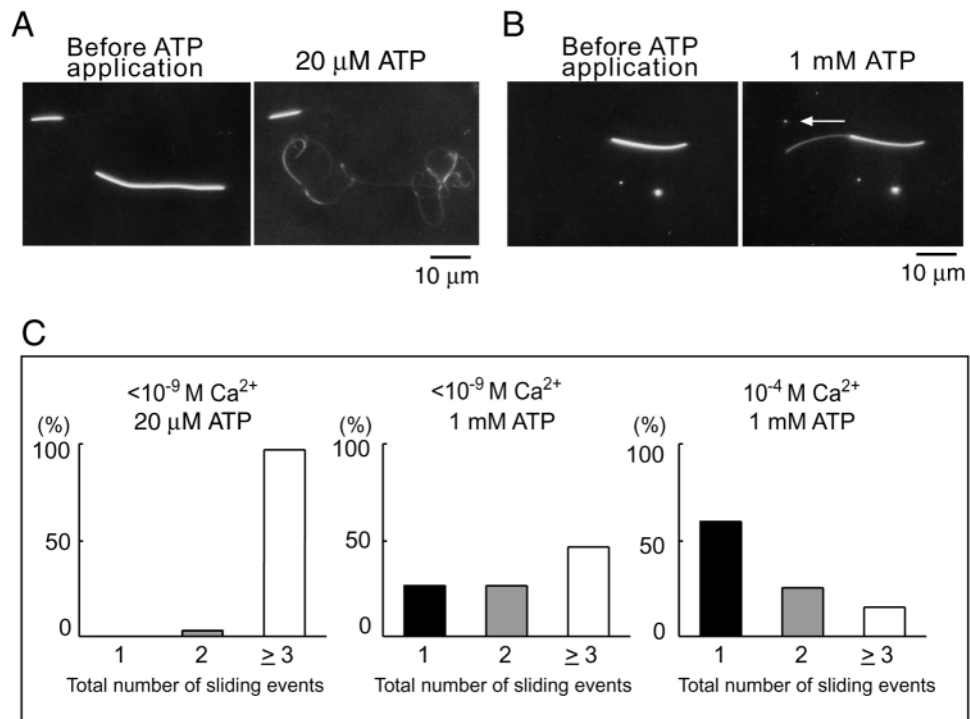 A
Before ATP
application
20 μM ATP
10 μm
B
Before ATP
application
1 mM ATP
10 μm
C
<10⁻⁹ M Ca²⁺
20 μM ATP
(%)
100
50
0
1 2 ≥ 3
Total number of sliding events
<10⁻⁹ M Ca²⁺
1 mM ATP
(%)
100
50
0
1 2 ≥ 3
Total number of sliding events
10⁻⁴ M Ca²⁺
1 mM ATP
(%)
100
50
0
1 2 ≥ 3
Total number of sliding events